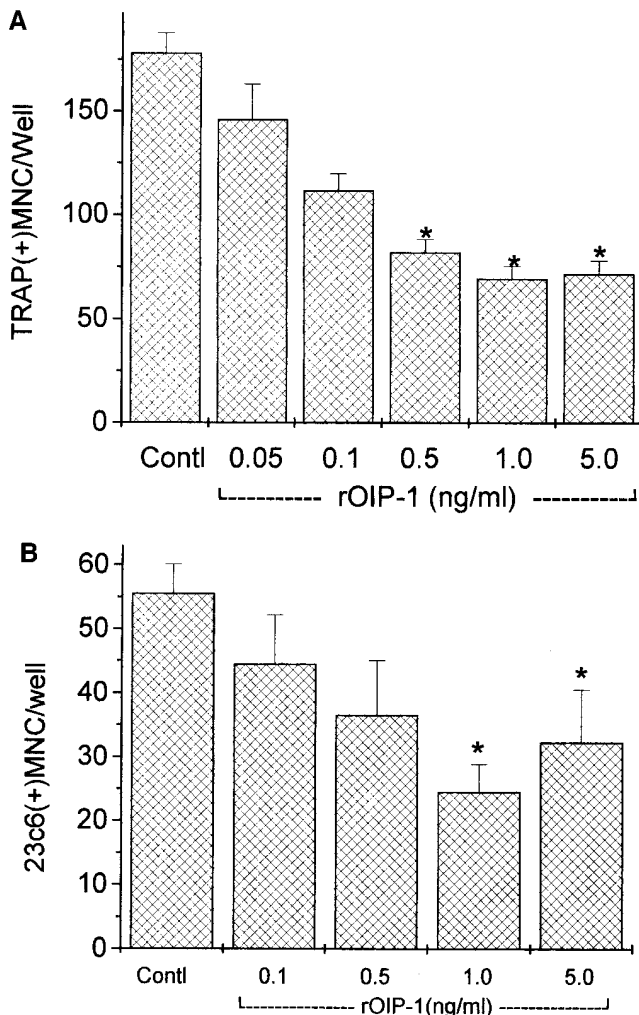 A
TRAP(+)MNC/Well
150
100
50
0
* * *
Contl 0.05 0.1 0.5 1.0 5.0
rOIP-1 (ng/ml)
B
23c6(+)MNC/well
60
50
40
30
20
10
0
* *
Contl 0.1 0.5 1.0 5.0
rOIP-1(ng/ml)